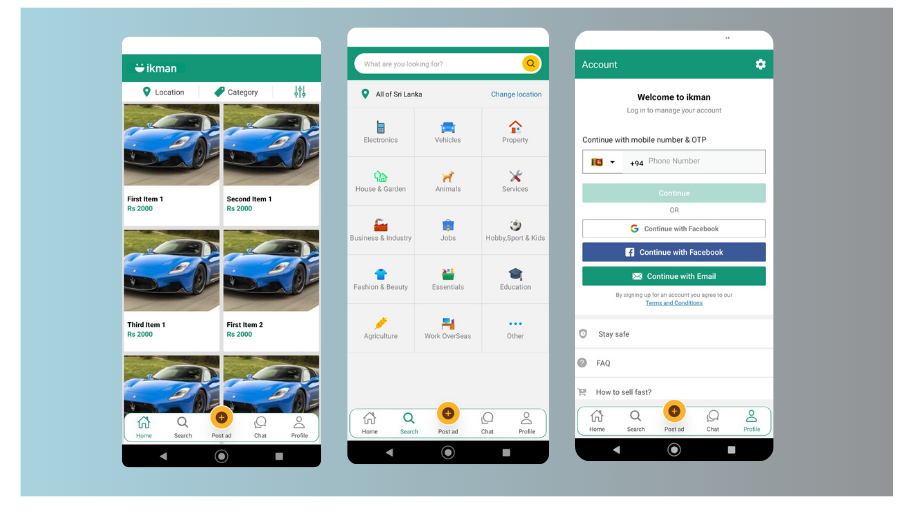 ikman
Location
Category
First Item 1
Rs 2000
Second Item 1
Rs 2000
Third Item 1
Rs 2000
First Item 2
Rs 2000
Home
Search
Post ad
Chat
Profile
What are you looking for?
All of Sri Lanka
Change location
Electronics
Vehicles
Property
House & Garden
Animals
Services
Business & Industry
Jobs
Hobby,Sport & Kids
Fashion & Beauty
Essentials
Education
Agriculture
Work OverSeas
Other
Home
Search
Post ad
Chat
Profile
Account
Welcome to ikman
Log in to manage your account
Continue with mobile number & OTP
+94 Phone Number
Continue
OR
Continue with Facebook
Continue with Facebook
Continue with Email
By signing up for an account you agree to our
Terms and Conditions
Stay safe
FAQ
How to sell fast?
Home
Search
Post ad
Chat
Profile